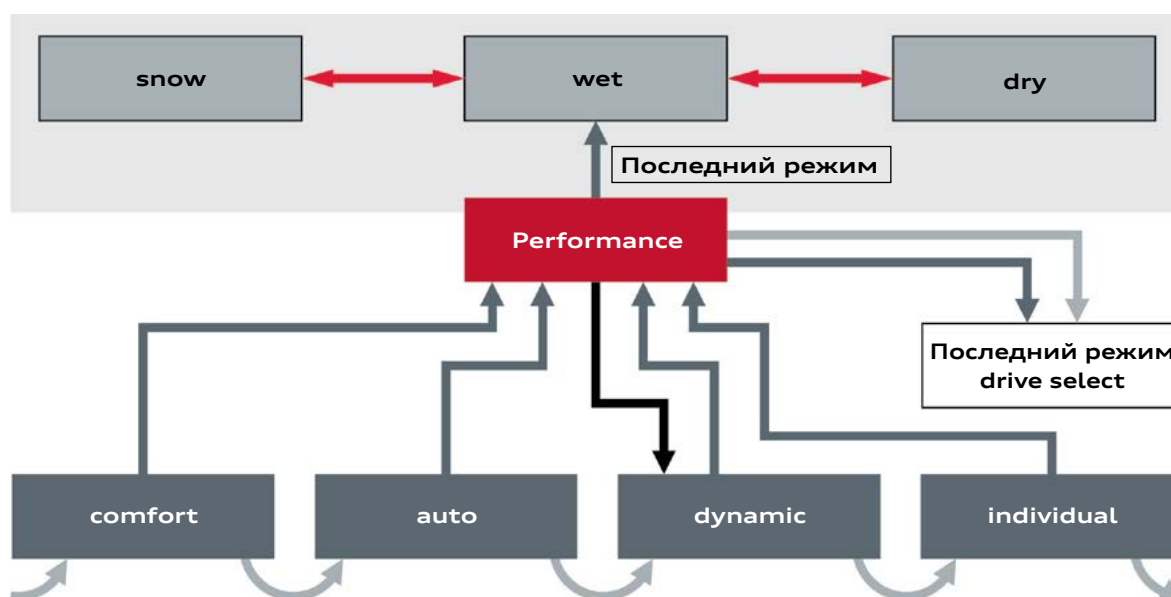 snow
wet
dry
Последний режим
Performance
Последний режим
drive select
comfort
auto
dynamic
individual